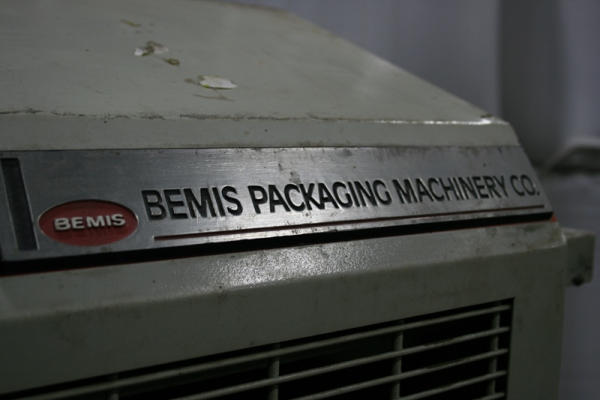 BEMIS
BEMIS PACKAGING MACHINERY CO.